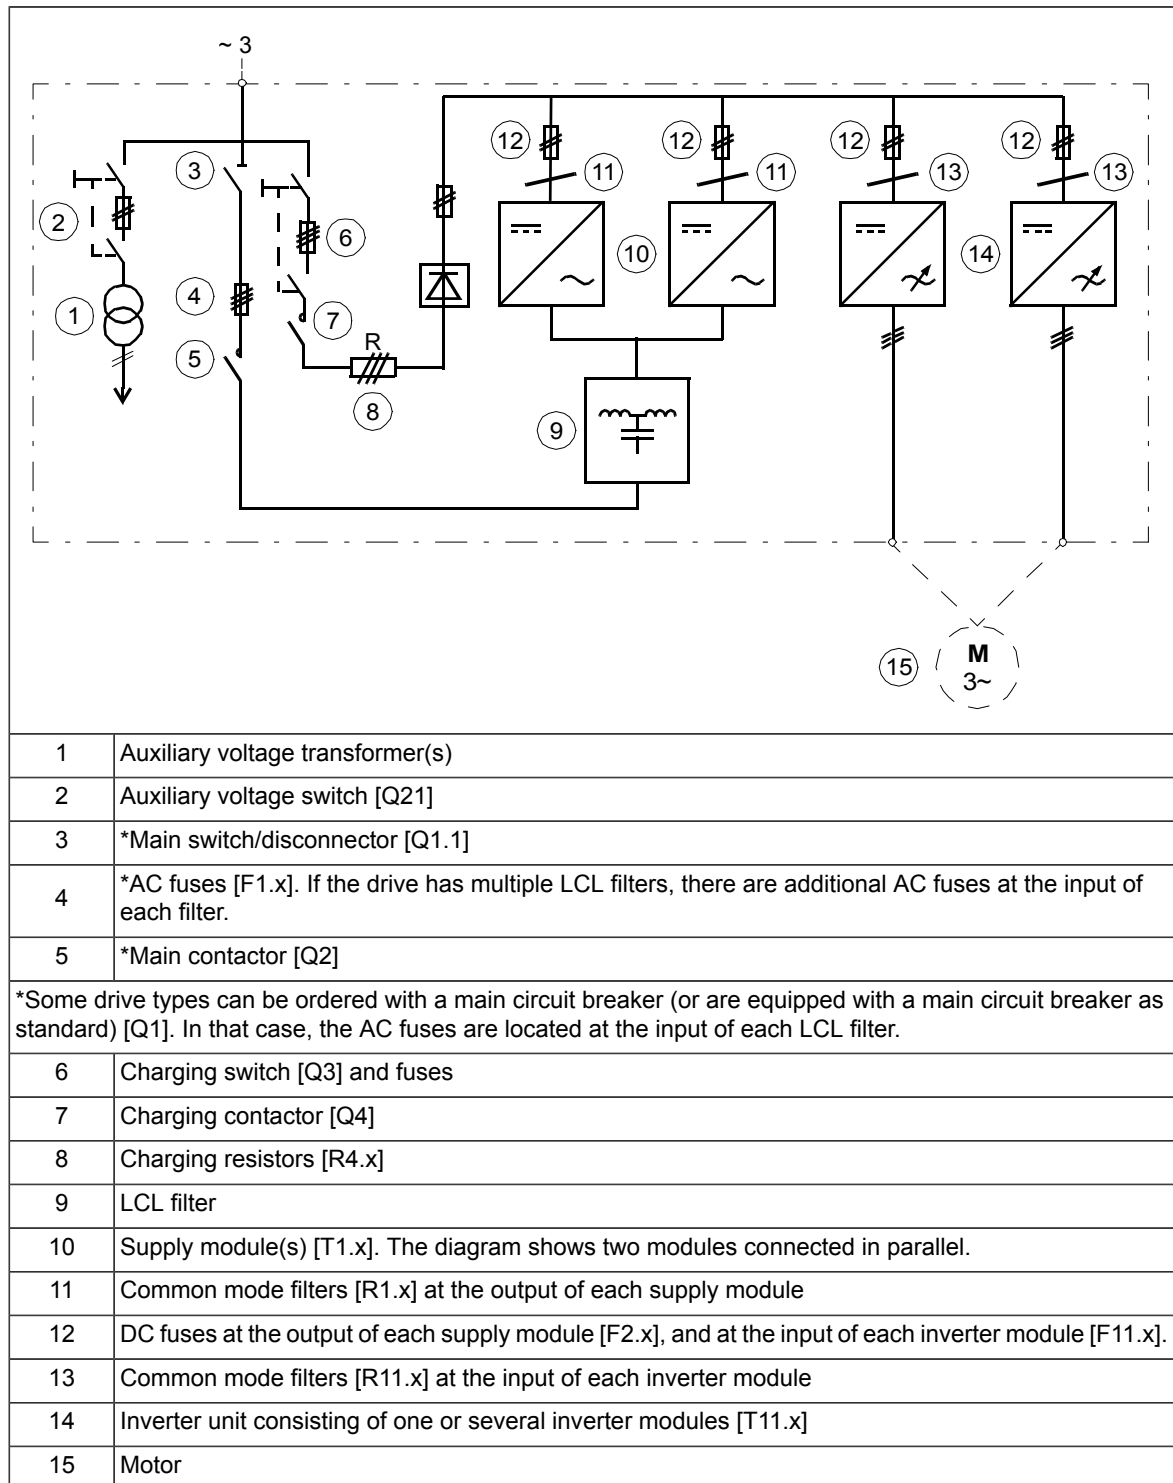 ~ 3
12
12
12
12
3
11
11
13
13
2
6
10
14
4
1
7
5
R
8
9
15
M
3~
1 Auxiliary voltage transformer(s)
2 Auxiliary voltage switch [Q21]
3 *Main switch/disconnector [Q1.1]
4 *AC fuses [F1.x]. If the drive has multiple LCL filters, there are additional AC fuses at the input of
each filter.
5 *Main contactor [Q2]
*Some drive types can be ordered with a main circuit breaker (or are equipped with a main circuit breaker as
standard) [Q1]. In that case, the AC fuses are located at the input of each LCL filter.
6 Charging switch [Q3] and fuses
7 Charging contactor [Q4]
8 Charging resistors [R4.x]
9 LCL filter
10 Supply module(s) [T1.x]. The diagram shows two modules connected in parallel.
11 Common mode filters [R1.x] at the output of each supply module
12 DC fuses at the output of each supply module [F2.x], and at the input of each inverter module [F11.x].
13 Common mode filters [R11.x] at the input of each inverter module
14 Inverter unit consisting of one or several inverter modules [T11.x]
15 Motor